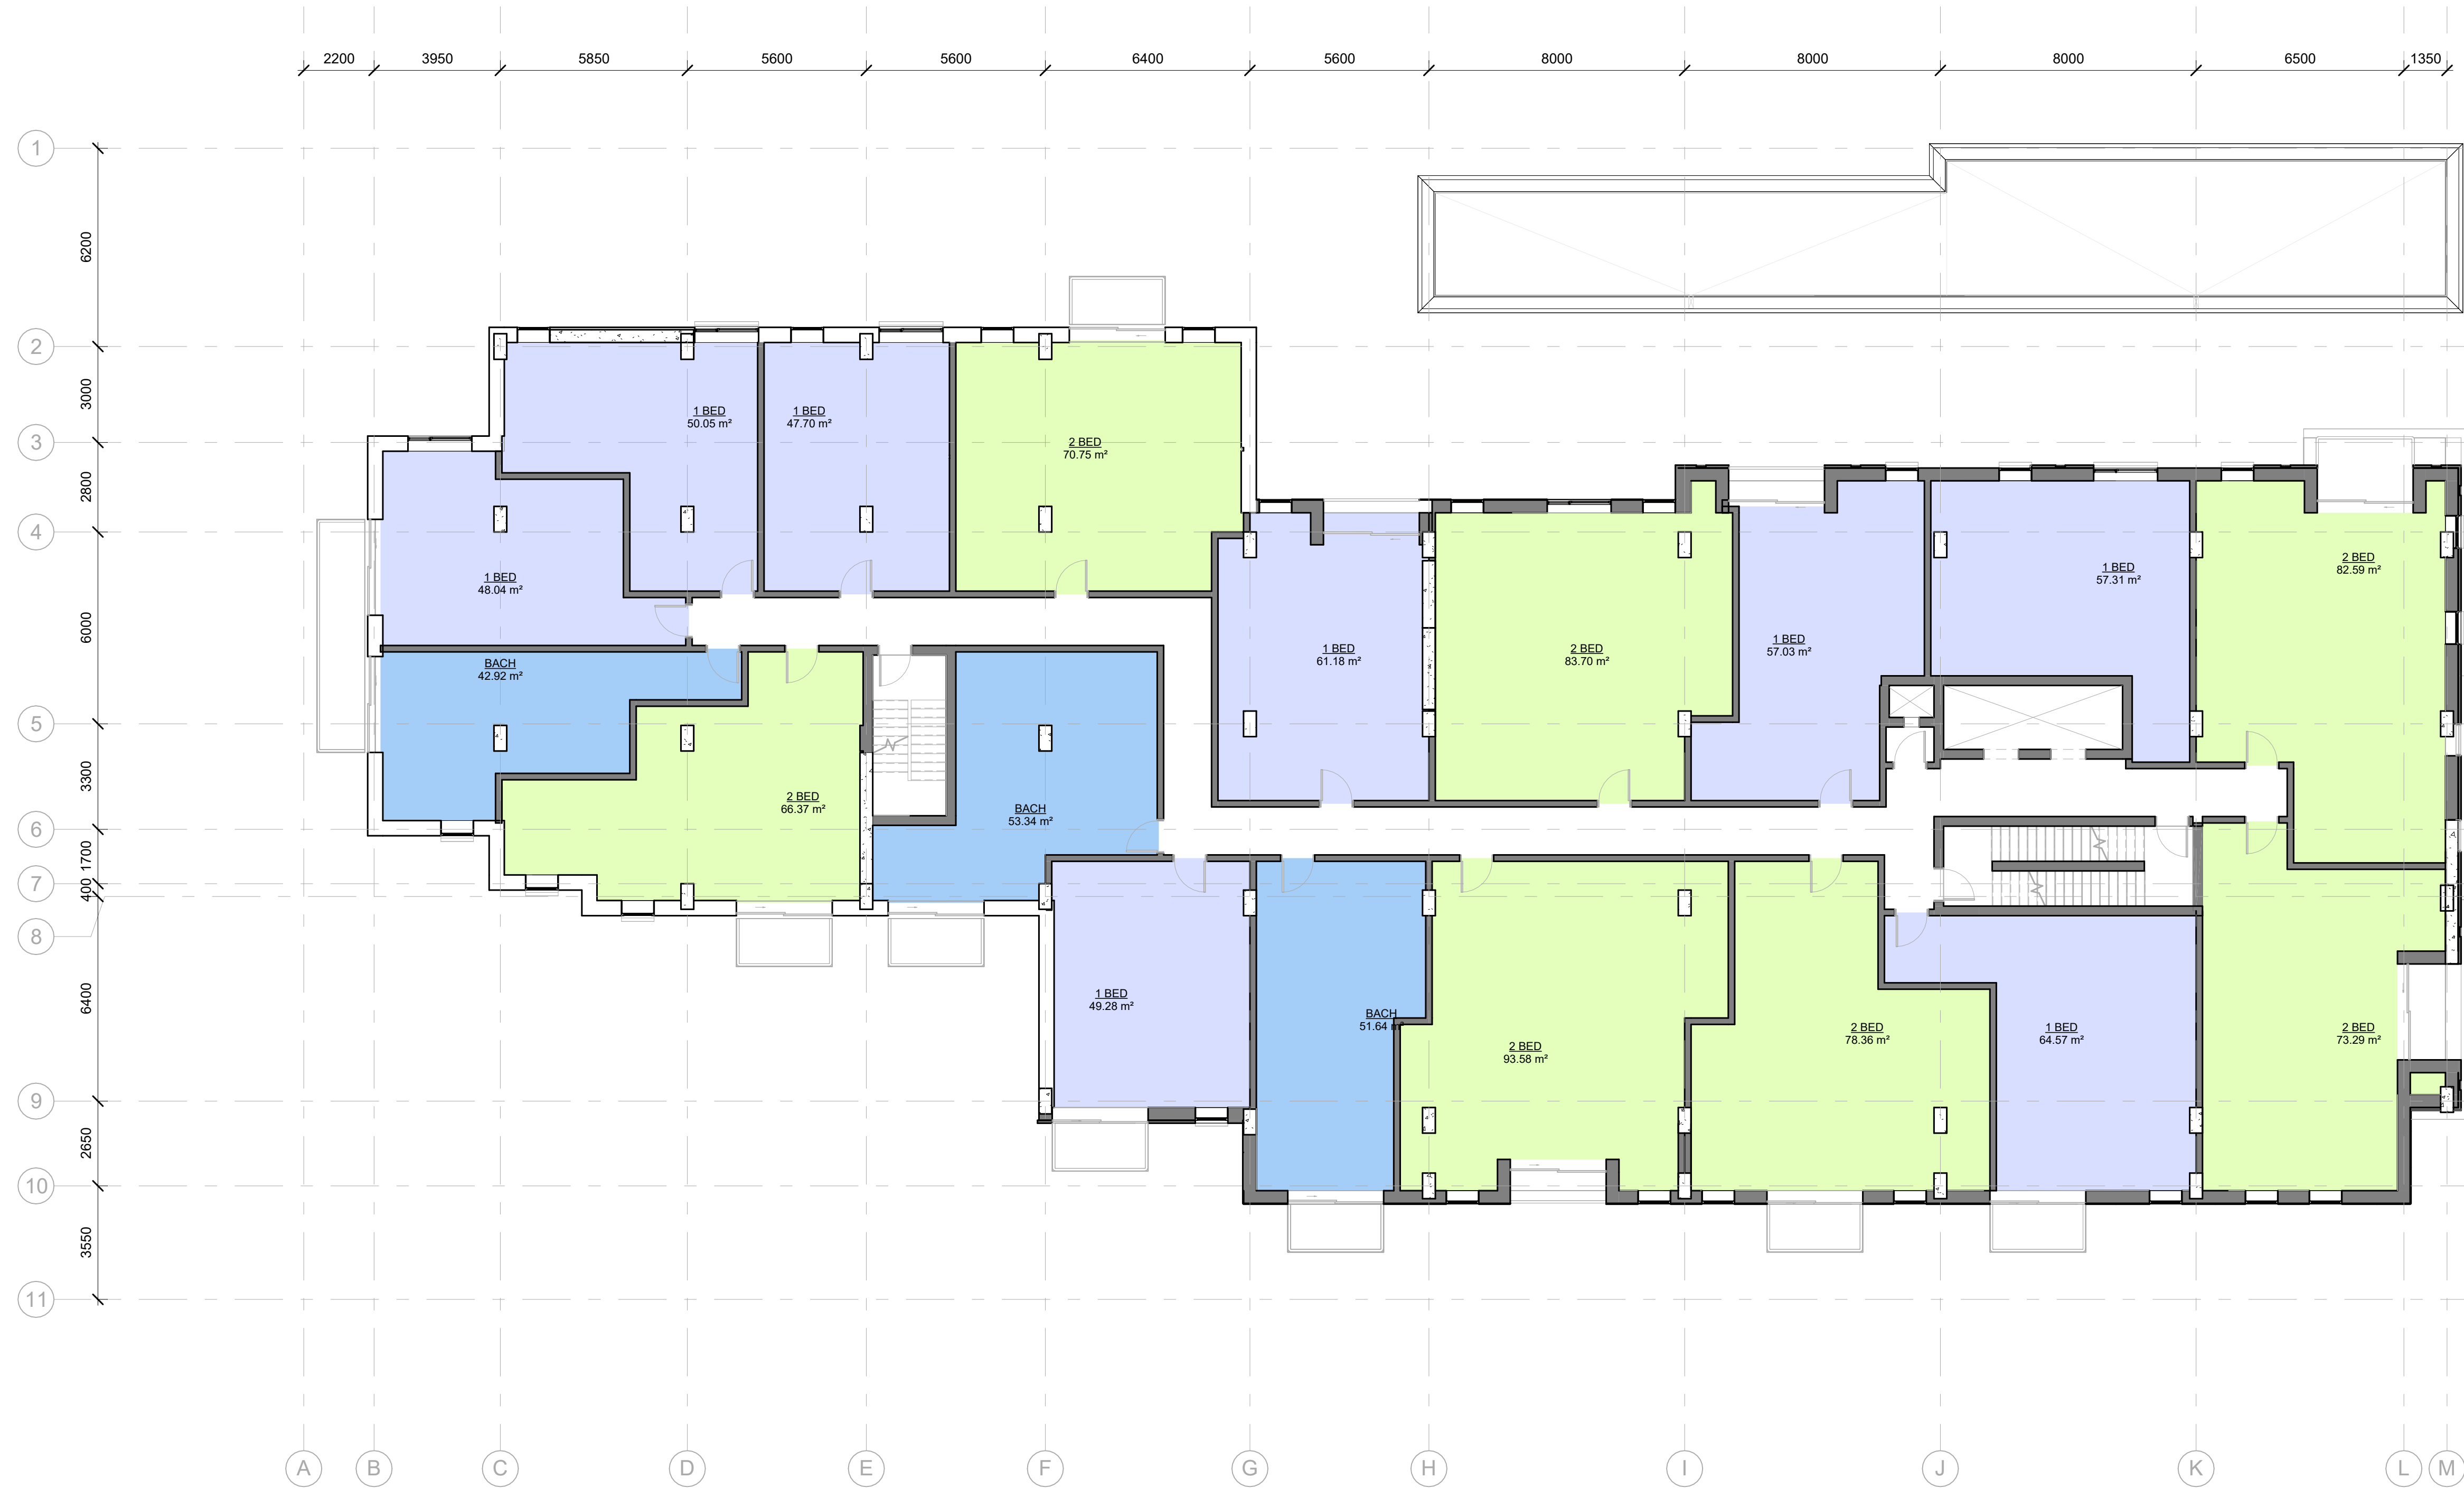 2200 3950 5850 5600 5600 6400 5600 8000 8000 8000 6500 1350
1
6200
2
3000
3
2800
4
6000
5
3300
6
1700
7
400
8
6400
9
2650
10
3550
11
1 BED
50.05 m²
1 BED
47.70 m²
2 BED
70.75 m²
1 BED
48.04 m²
BACH
42.92 m²
2 BED
66.37 m²
BACH
53.34 m²
1 BED
61.18 m²
2 BED
83.70 m²
1 BED
57.03 m²
1 BED
57.31 m²
2 BED
82.59 m²
1 BED
49.28 m²
BACH
51.64 m²
2 BED
93.58 m²
2 BED
78.36 m²
1 BED
64.57 m²
2 BED
73.29 m²
A B C D E F G H I J K L M